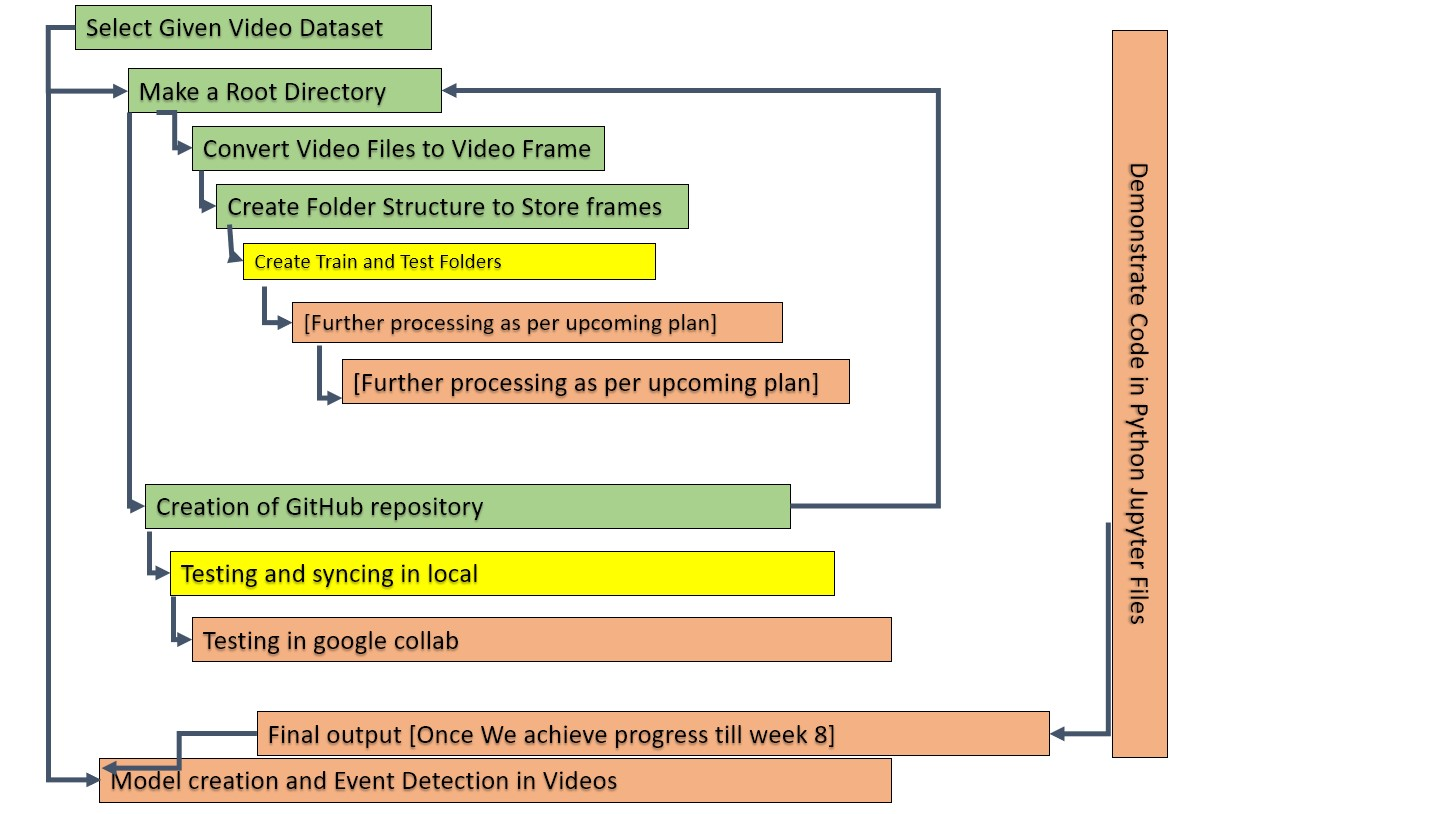 Select Given Video Dataset
Make a Root Directory
Convert Video Files to Video Frame
Create Folder Structure to Store frames
Create Train and Test Folders
[Further processing as per upcoming plan]
[Further processing as per upcoming plan]
Creation of GitHub repository
Testing and syncing in local
Testing in google collab
Final output [Once We achieve progress till week 8]
Model creation and Event Detection in Videos
Demonstrate Code in Python Jupyter Files